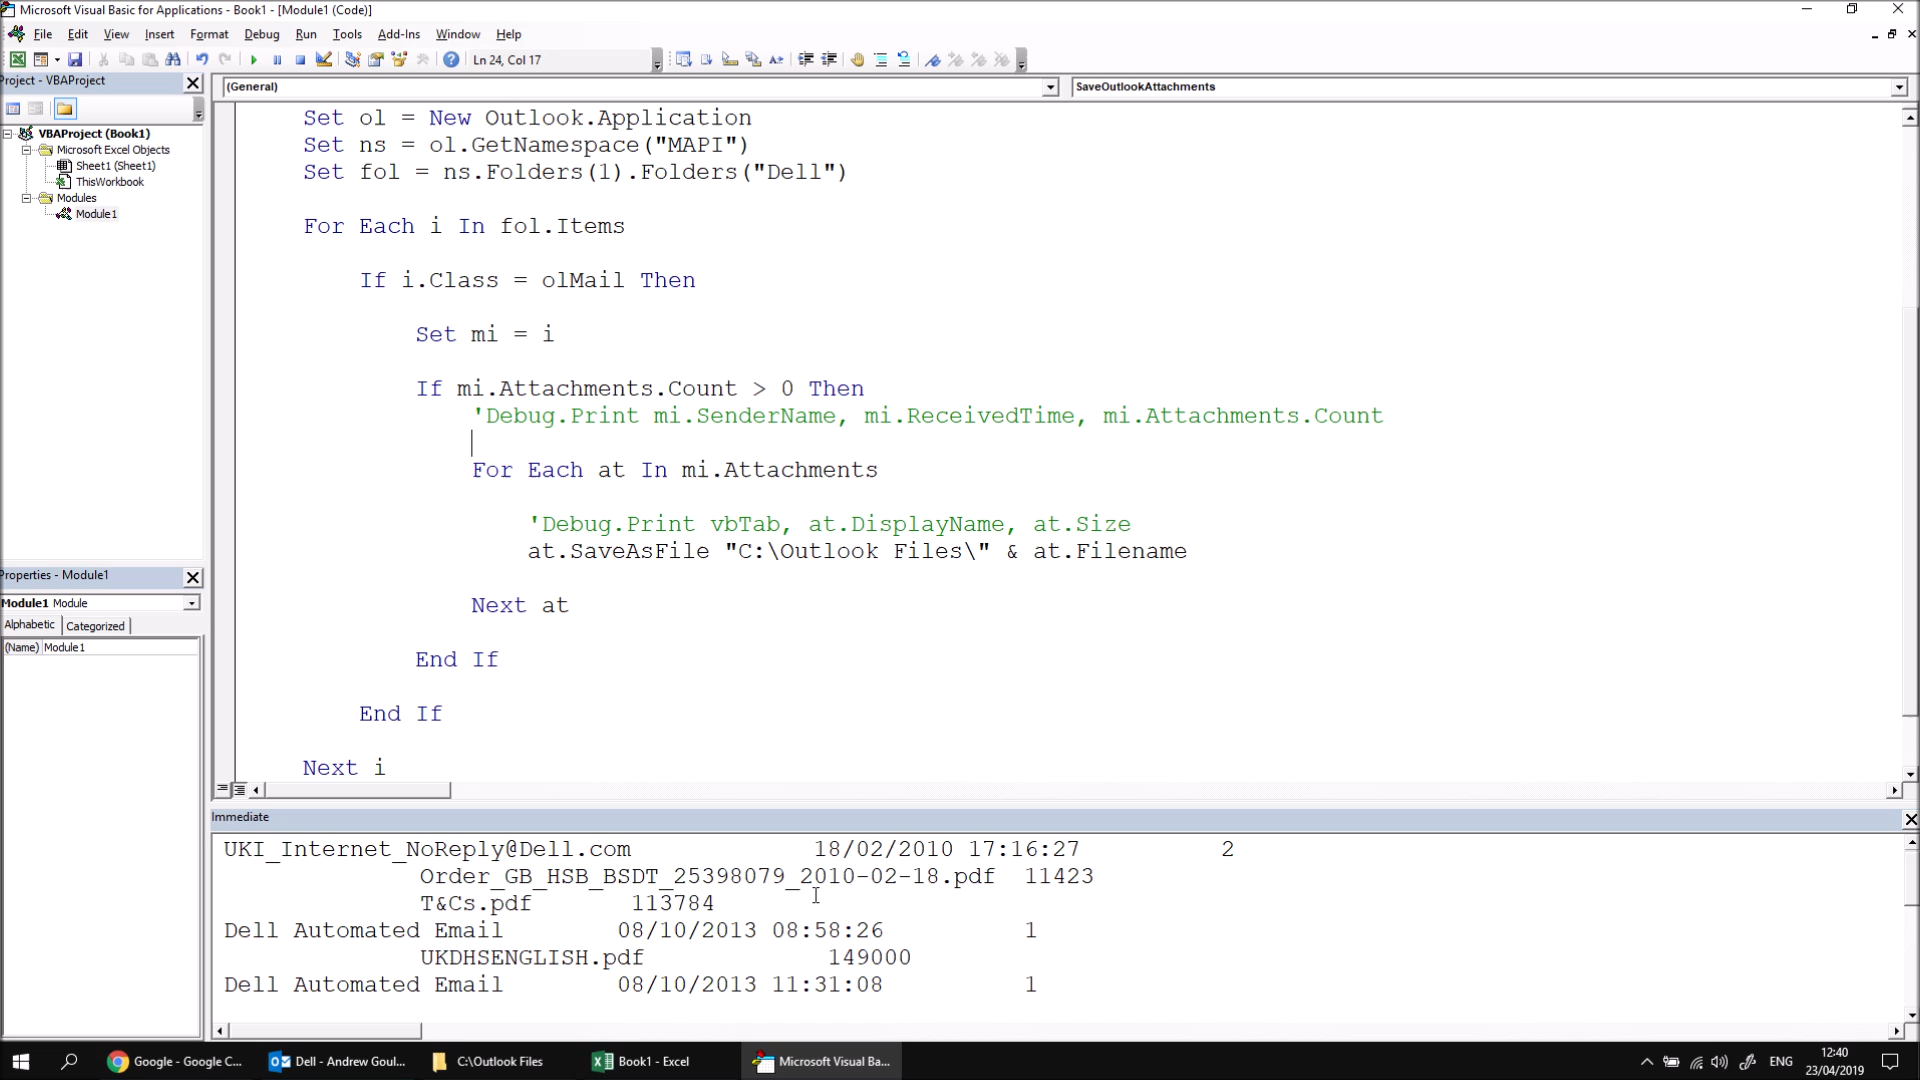 Microsoft Visual Basic for Applications - Book1 - [Module1 (Code)]
File Edit View Insert Format Debug Run Tools Add-Ins Window Help
Ln 24, Col 17
Project - VBAProject
(General)
SaveOutlookAttachments
VBAProject (Book1)
Microsoft Excel Objects
Sheet1 (Sheet1)
ThisWorkbook
Modules
Module1
Set ol = New Outlook.Application
Set ns = ol.GetNamespace("MAPI")
Set fol = ns.Folders(1).Folders("Dell")
For Each i In fol.Items
If i.Class = olMail Then
Set mi = i
If mi.Attachments.Count > 0 Then
'Debug.Print mi.SenderName, mi.ReceivedTime, mi.Attachments.Count
For Each at In mi.Attachments
'Debug.Print vbTab, at.DisplayName, at.Size
at.SaveAsFile "C:\Outlook Files\" & at.Filename
Next at
End If
End If
Next i
Properties - Module1
Module1 Module
Alphabetic Categorized
(Name) Module1
Immediate
UKI_Internet_NoReply@Dell.com 18/02/2010 17:16:27 2
Order_GB_HSB_BSDT_25398079_2010-02-18.pdf 11423
T&Cs.pdf 113784
Dell Automated Email 08/10/2013 08:58:26 1
UKDHSENGLISH.pdf 149000
Dell Automated Email 08/10/2013 11:31:08 1
Google - Google C...
Dell - Andrew Goul...
C:\Outlook Files
Book1 - Excel
Microsoft Visual Ba...
ENG
12:40
23/04/2019